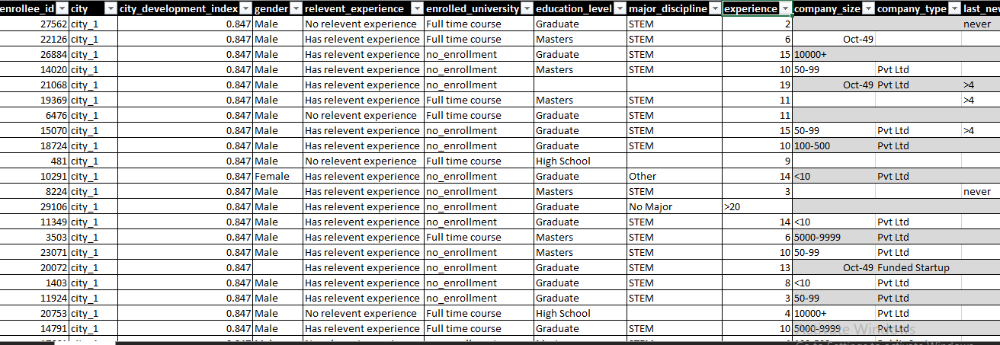 enrollee_id city city_development_index gender relevent_experience enrolled_university education_level major_discipline experience company_size company_type
27562 city_1 0.847 Male No relevent experience Full time course Graduate STEM 2 never
22126 city_1 0.847 Male Has relevent experience Full time course Masters STEM 6 Oct-49
26884 city_1 0.847 Male Has relevent experience no_enrollment Graduate STEM 15 10000+
14020 city_1 0.847 Male Has relevent experience no_enrollment Masters STEM 10 50-99 Pvt Ltd
21068 city_1 0.847 Male Has relevent experience no_enrollment 19 Oct-49 Pvt Ltd >4
19369 city_1 0.847 Male Has relevent experience Full time course Masters STEM 11 >4
6476 city_1 0.847 Male No relevent experience Full time course Graduate STEM 11
15070 city_1 0.847 Male Has relevent experience no_enrollment Graduate STEM 15 50-99 Pvt Ltd >4
18724 city_1 0.847 Male Has relevent experience no_enrollment Graduate STEM 10 100-500 Pvt Ltd
481 city_1 0.847 Male No relevent experience Full time course High School 9
10291 city_1 0.847 Female Has relevent experience no_enrollment Graduate Other 14 <10 Pvt Ltd
8224 city_1 0.847 Male Has relevent experience no_enrollment Masters STEM 3 never
29106 city_1 0.847 Male Has relevent experience no_enrollment Graduate No Major >20
11349 city_1 0.847 Male Has relevent experience no_enrollment Graduate STEM 14 <10 Pvt Ltd
3503 city_1 0.847 Male Has relevent experience Full time course Masters STEM 6 5000-9999 Pvt Ltd
23071 city_1 0.847 Male Has relevent experience no_enrollment Masters STEM 10 50-99 Pvt Ltd
20072 city_1 0.847 Has relevent experience no_enrollment Graduate STEM 13 Oct-49 Funded Startup
1403 city_1 0.847 Male Has relevent experience no_enrollment Graduate STEM 8 <10 Pvt Ltd
11924 city_1 0.847 Male Has relevent experience no_enrollment Graduate STEM 3 50-99 Pvt Ltd
20753 city_1 0.847 Male No relevent experience Full time course High School 4 10000+ Pvt Ltd
14791 city_1 0.847 Male Has relevent experience Full time course Graduate STEM 10 5000-9999 Pvt Ltd
Activate Windows